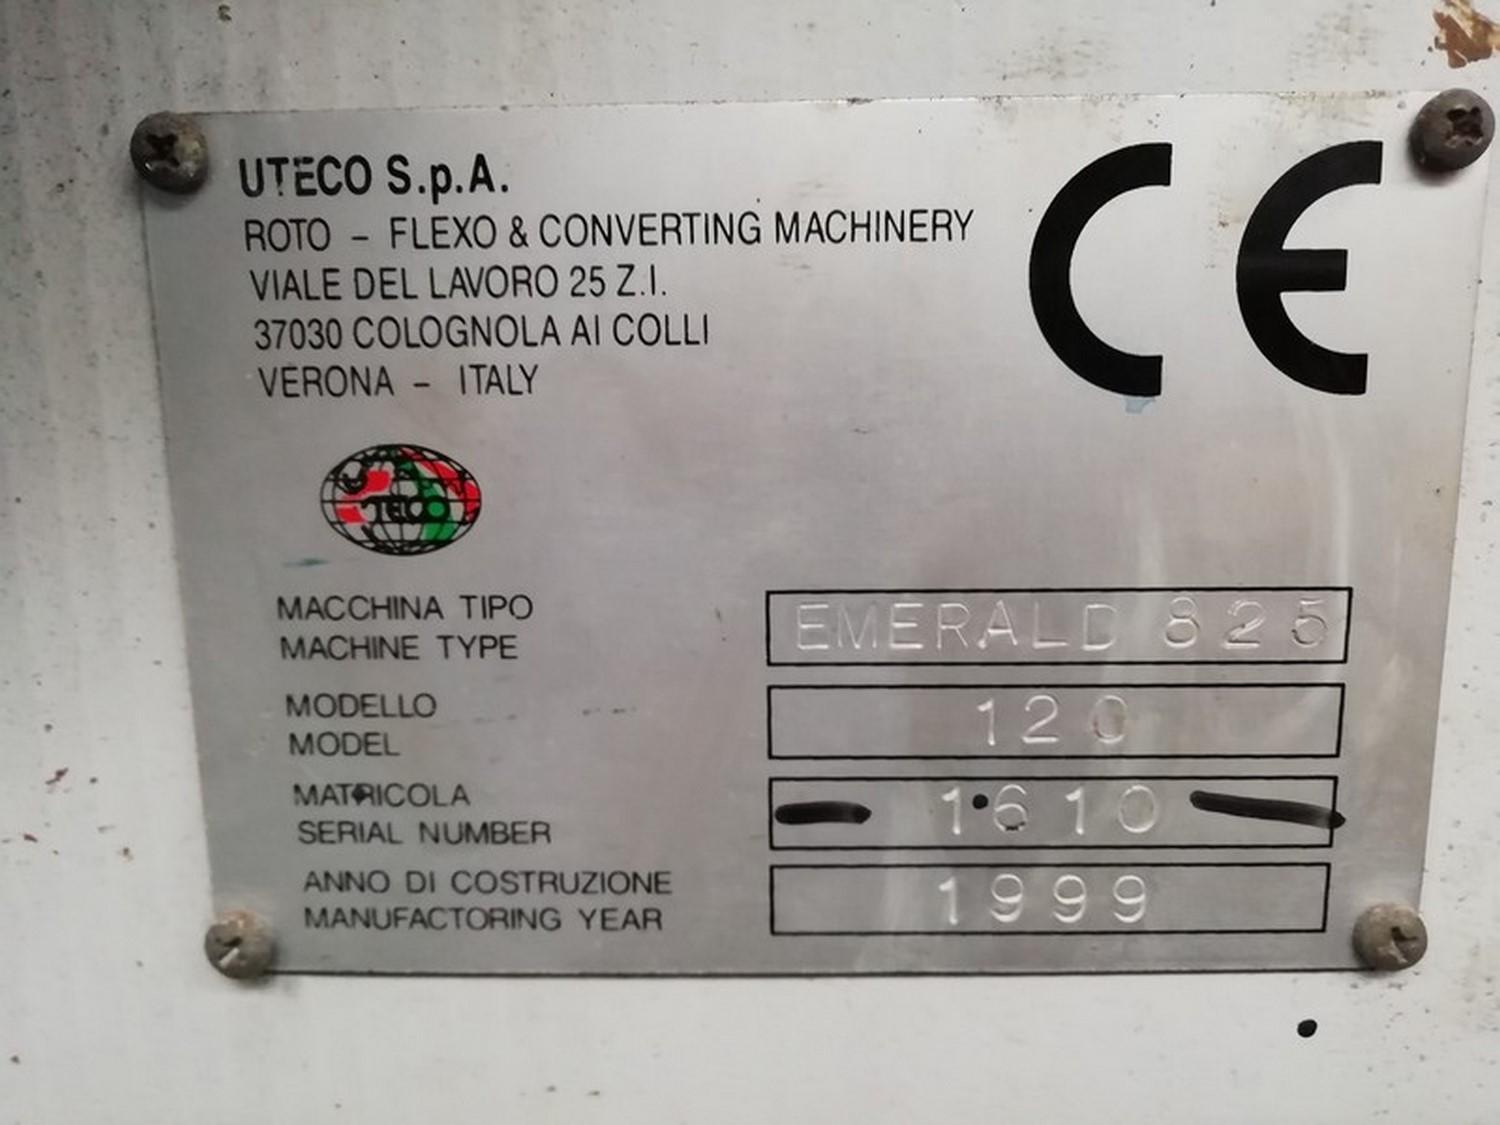 UTECO S.p.A.
ROTO - FLEXO & CONVERTING MACHINERY
VIALE DEL LAVORO 25 Z.I.
37030 COLOGNOLA AI COLLI
VERONA - ITALY
CE
UTECO
MACCHINA TIPO
MACHINE TYPE
EMERALD 825
MODELLO
MODEL
120
MATRICOLA
SERIAL NUMBER
1610
ANNO DI COSTRUZIONE
MANUFACTORING YEAR
1999